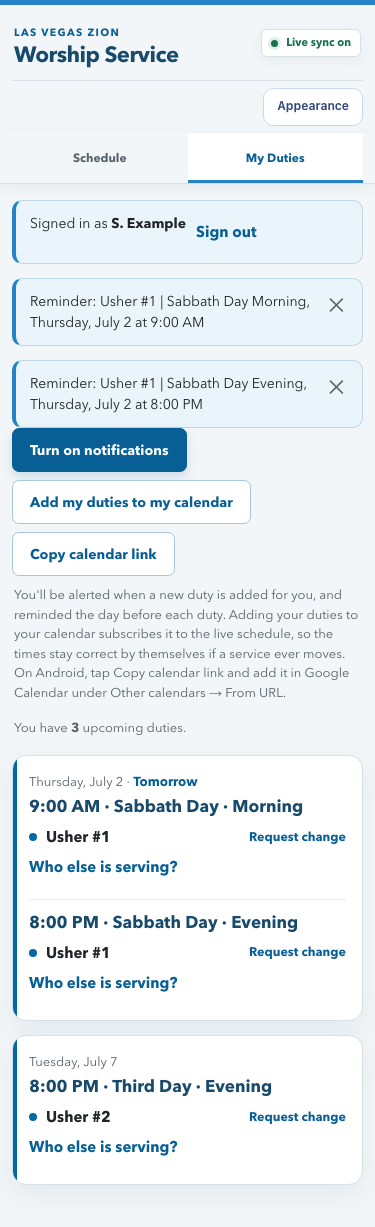 LAS VEGAS ZION
Worship Service
Live sync on
Appearance
Schedule
My Duties
Signed in as S. Example
Sign out
Reminder: Usher #1 | Sabbath Day Morning,
Thursday, July 2 at 9:00 AM
Reminder: Usher #1 | Sabbath Day Evening,
Thursday, July 2 at 8:00 PM
Turn on notifications
Add my duties to my calendar
Copy calendar link
You'll be alerted when a new duty is added for you, and
reminded the day before each duty. Adding your duties to
your calendar subscribes it to the live schedule, so the
times stay correct by themselves if a service ever moves.
On Android, tap Copy calendar link and add it in Google
Calendar under Other calendars → From URL.
You have 3 upcoming duties.
Thursday, July 2 · Tomorrow
9:00 AM · Sabbath Day · Morning
Usher #1
Request change
Who else is serving?
8:00 PM · Sabbath Day · Evening
Usher #1
Request change
Who else is serving?
Tuesday, July 7
8:00 PM · Third Day · Evening
Usher #2
Request change
Who else is serving?